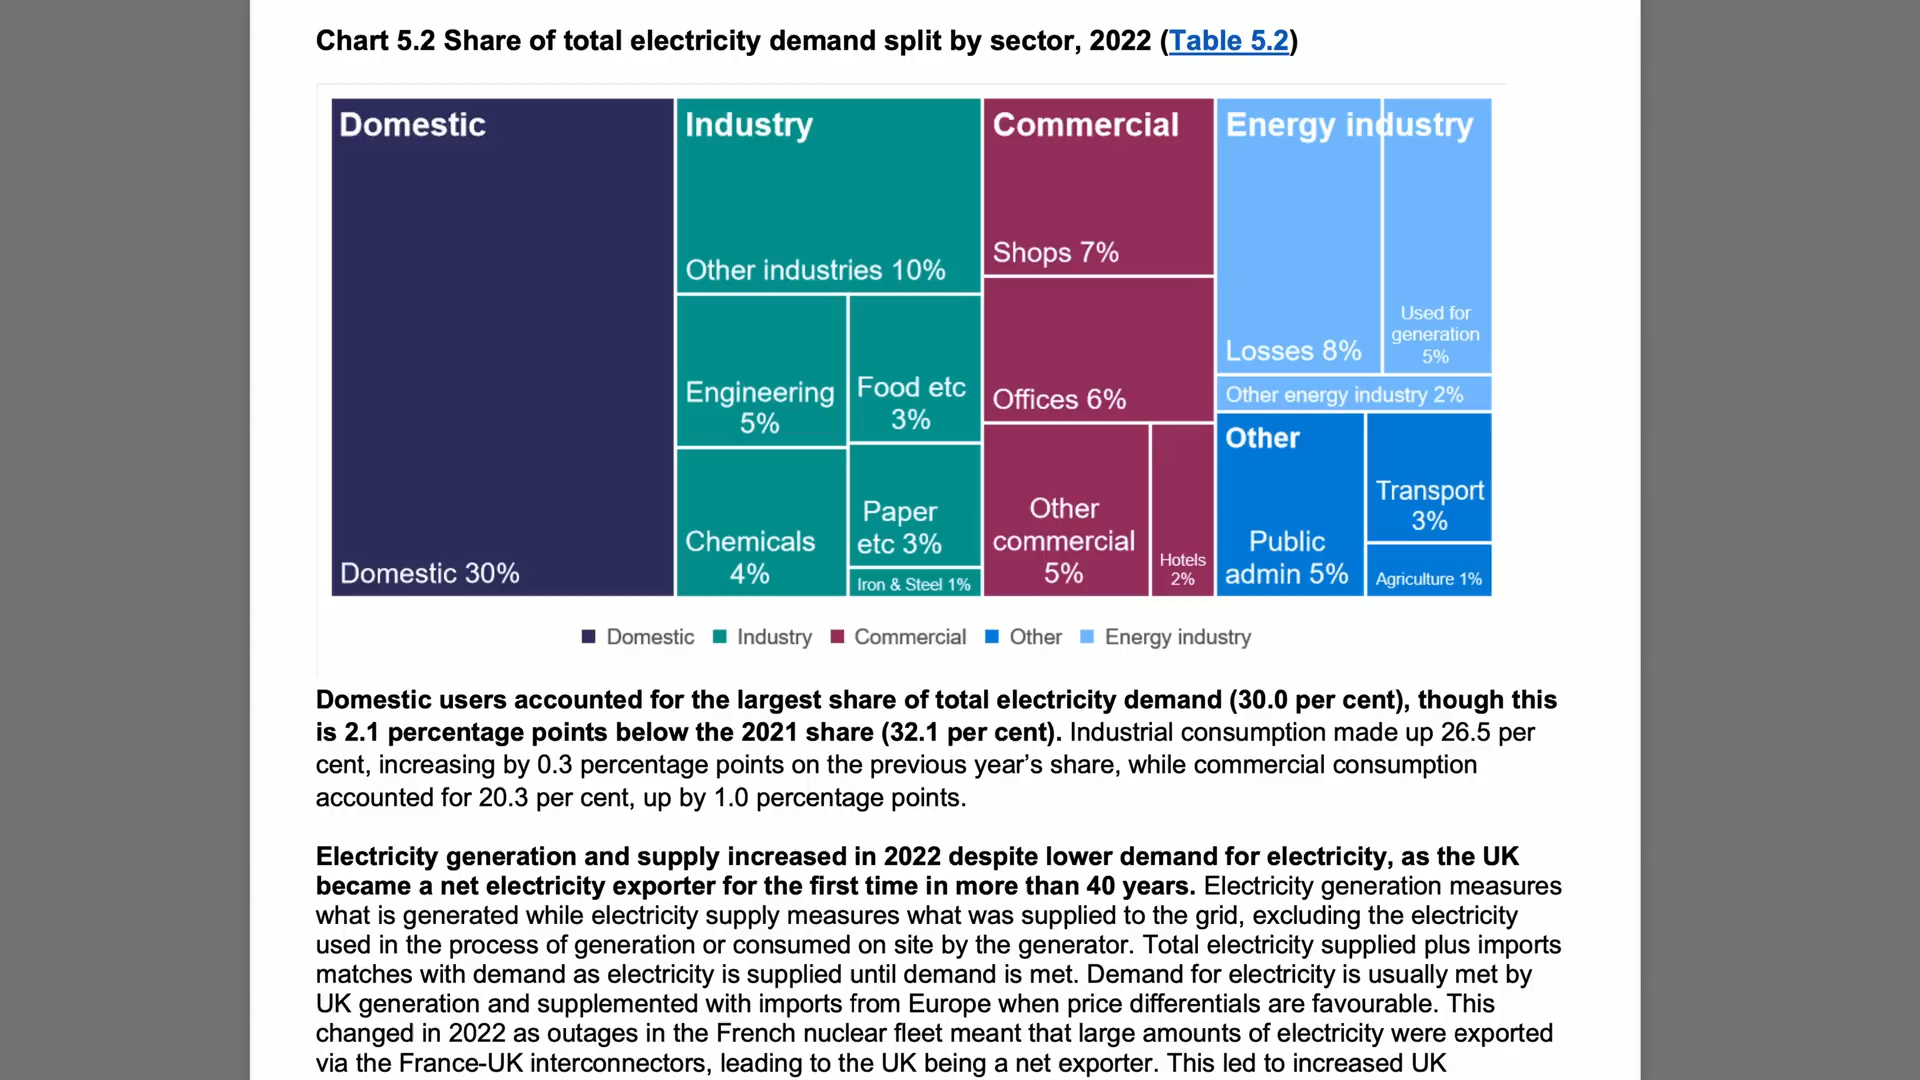 Chart 5.2 Share of total electricity demand split by sector, 2022 (Table 5.2)
Domestic
Domestic 30%
Industry
Other industries 10%
Engineering
5%
Food etc
3%
Chemicals
4%
Paper
etc 3%
Iron & Steel 1%
Commercial
Shops 7%
Offices 6%
Other
commercial
5%
Hotels
2%
Energy industry
Losses 8%
Used for
generation
5%
Other energy industry 2%
Other
Public
admin 5%
Transport
3%
Agriculture 1%
Domestic Industry Commercial Other Energy industry
Domestic users accounted for the largest share of total electricity demand (30.0 per cent), though this
is 2.1 percentage points below the 2021 share (32.1 per cent). Industrial consumption made up 26.5 per
cent, increasing by 0.3 percentage points on the previous year’s share, while commercial consumption
accounted for 20.3 per cent, up by 1.0 percentage points.
Electricity generation and supply increased in 2022 despite lower demand for electricity, as the UK
became a net electricity exporter for the first time in more than 40 years. Electricity generation measures
what is generated while electricity supply measures what was supplied to the grid, excluding the electricity
used in the process of generation or consumed on site by the generator. Total electricity supplied plus imports
matches with demand as electricity is supplied until demand is met. Demand for electricity is usually met by
UK generation and supplemented with imports from Europe when price differentials are favourable. This
changed in 2022 as outages in the French nuclear fleet meant that large amounts of electricity were exported
via the France-UK interconnectors, leading to the UK being a net exporter. This led to increased UK